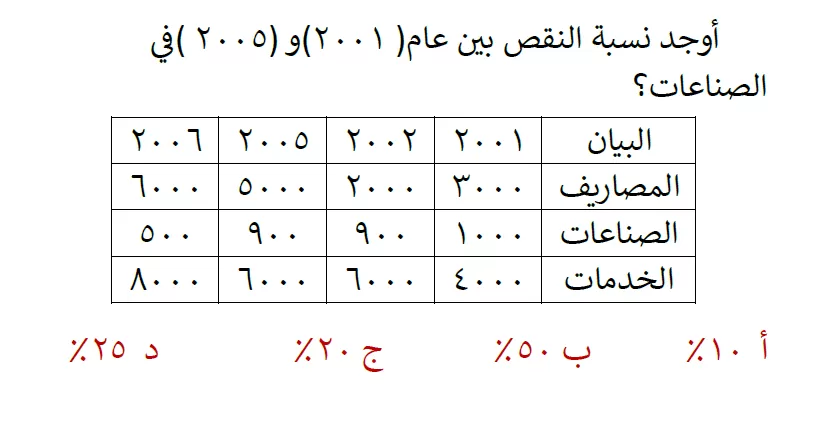 أوجد نسبة النقص بين عام( ٢٠٠١)و (٢٠٠٥ )في
الصناعات؟
البيان ٢٠٠١ ٢٠٠٢ ٢٠٠٥ ٢٠٠٦
المصاريف ٣٠٠٠ ٢٠٠٠ ٥٠٠٠ ٦٠٠٠
الصناعات ١٠٠٠ ٩٠٠ ٩٠٠ ٥٠٠
الخدمات ٤٠٠٠ ٦٠٠٠ ٦٠٠٠ ٨٠٠٠
أ ١٠٪ ب ٥٠٪ ج ٢٠٪ د ٢٥٪